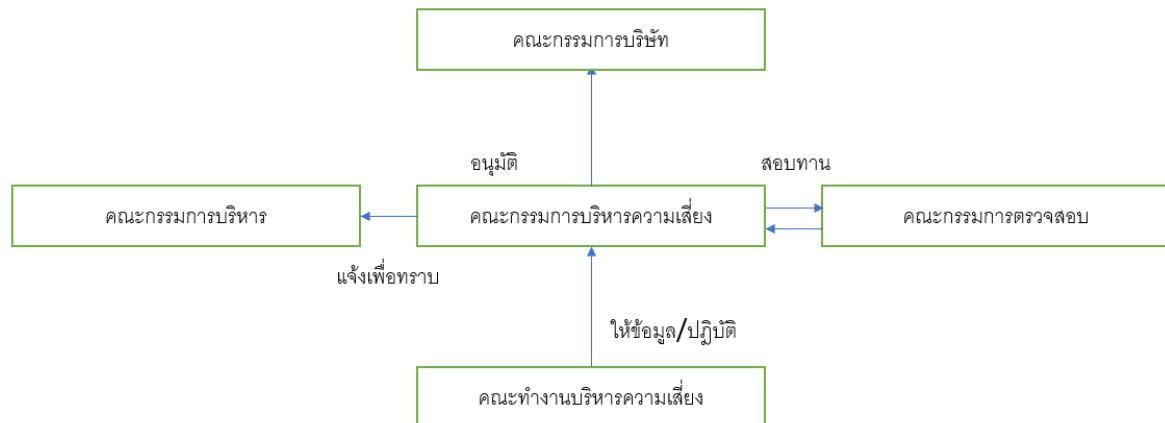 คณะกรรมการบริษัท
อนุมัติ
สอบทาน
คณะกรรมการบริหาร
คณะกรรมการบริหารความเสี่ยง
คณะกรรมการตรวจสอบ
แจ้งเพื่อทราบ
ให้ข้อมูล/ปฏิบัติ
คณะทำงานบริหารความเสี่ยง